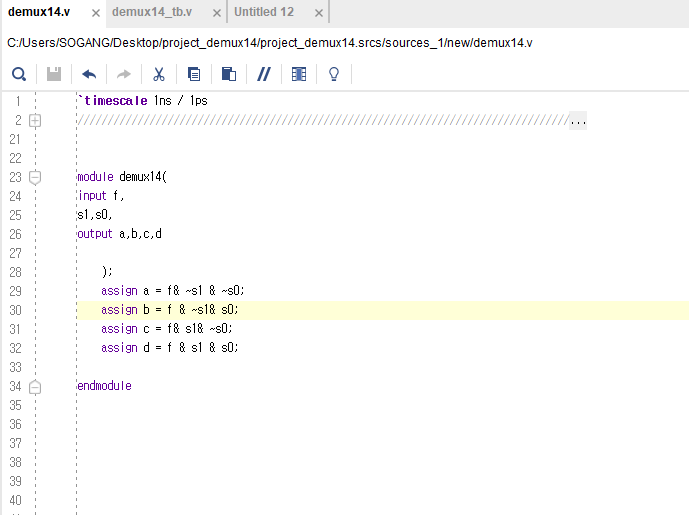 demux14.v × demux14_tb.v × Untitled 12 ×
C:/Users/SOGANG/Desktop/project_demux14/project_demux14.srcs/sources_1/new/demux14.v
1 `timescale 1ns / 1ps
2 //////////////////////////////////////////////////////////////////////////////////...
21
22
23 module demux14(
24 input f,
25 s1,s0,
26 output a,b,c,d
27
28 );
29 assign a = f& ~s1 & ~s0;
30 assign b = f & ~s1& s0;
31 assign c = f& s1& ~s0;
32 assign d = f & s1 & s0;
33
34 endmodule
35
36
37
38
39
40